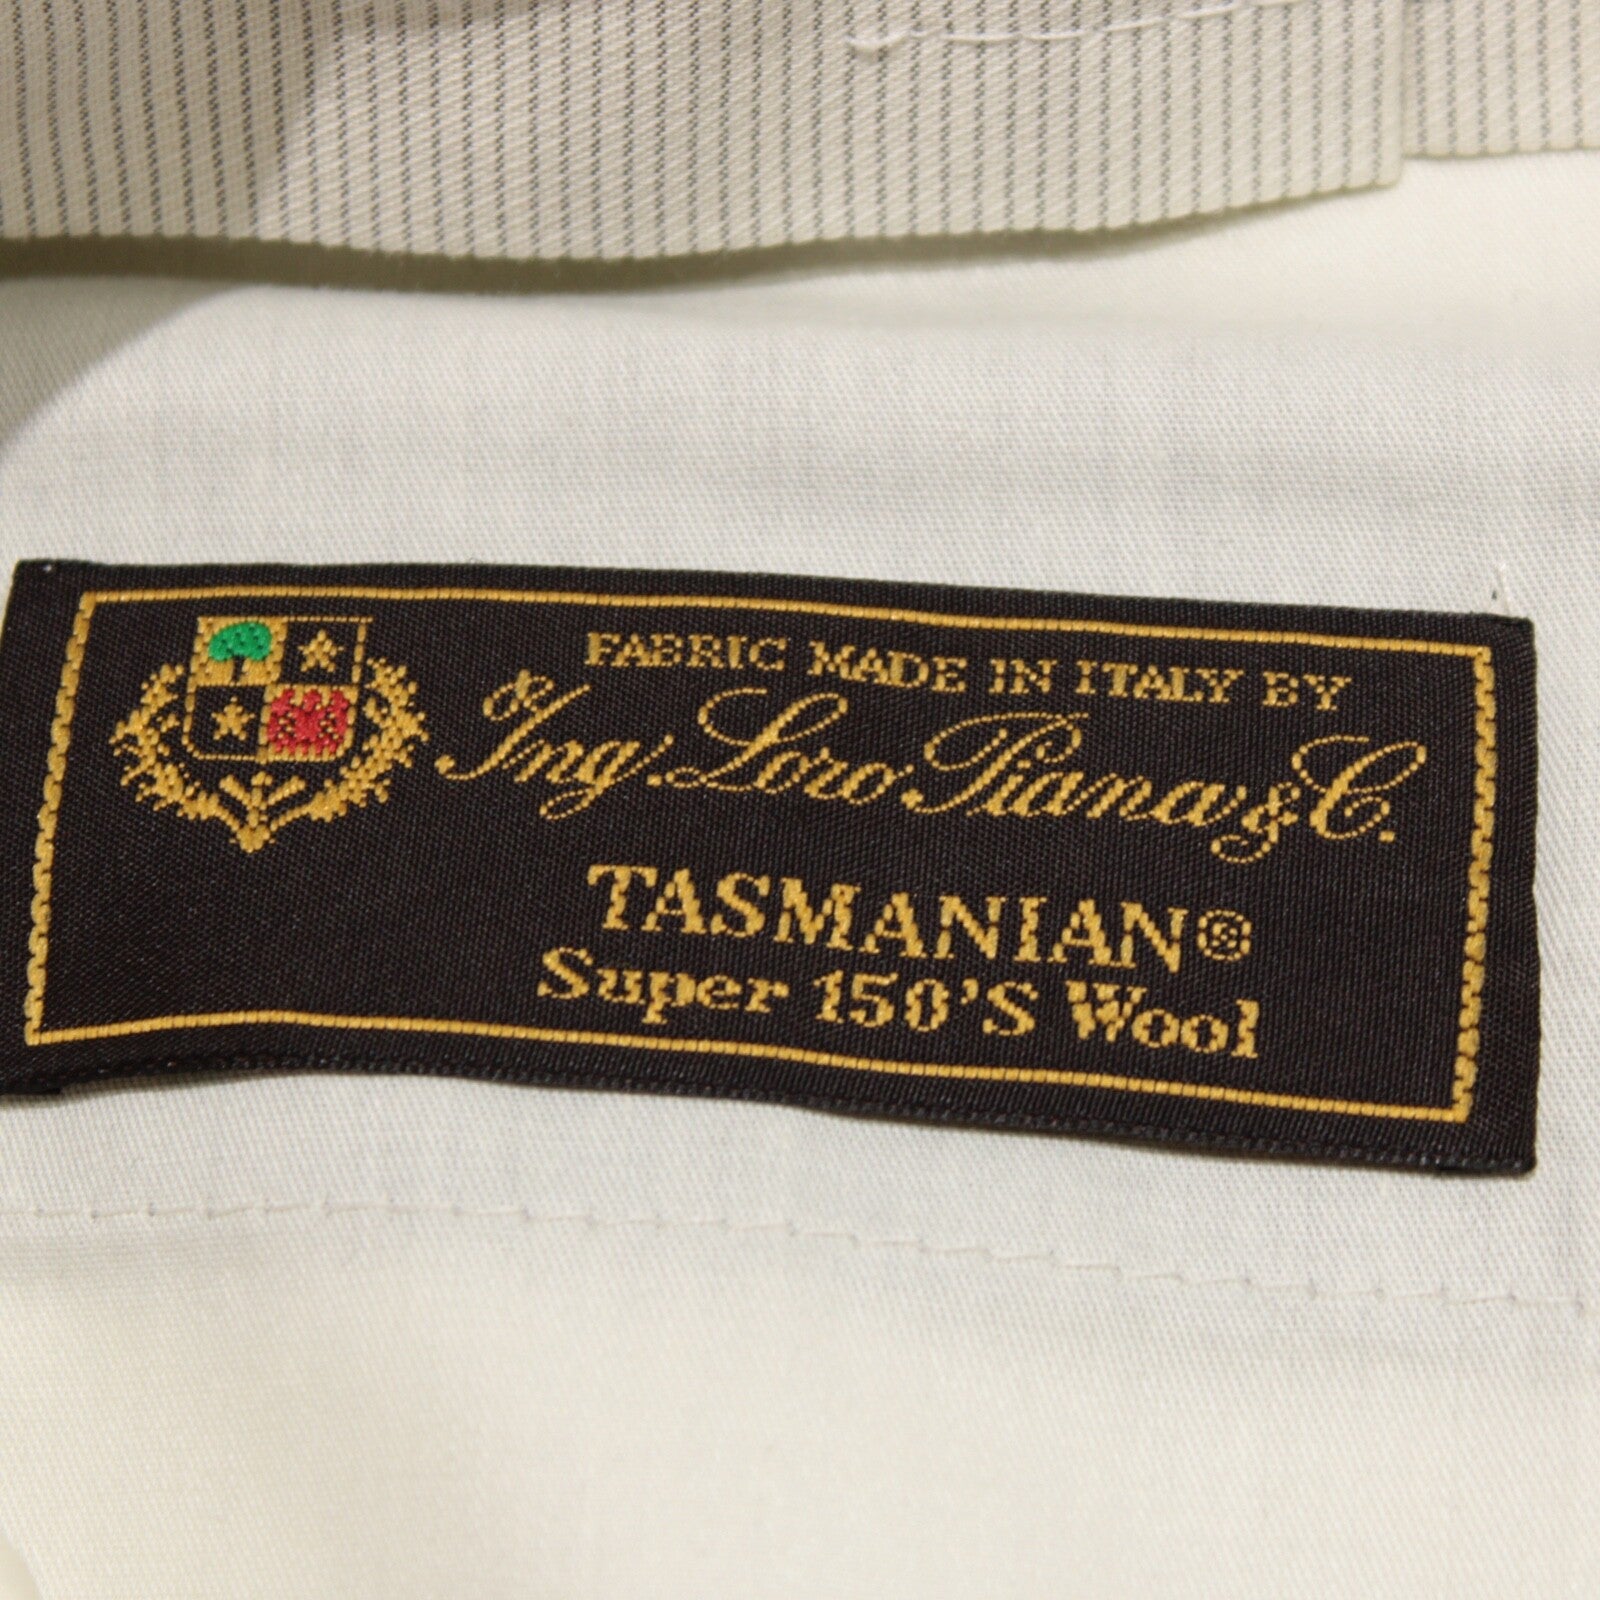 FABRIC MADE IN ITALY BY
Ing. Loro Piana & C.
TASMANIAN®
Super 150'S Wool